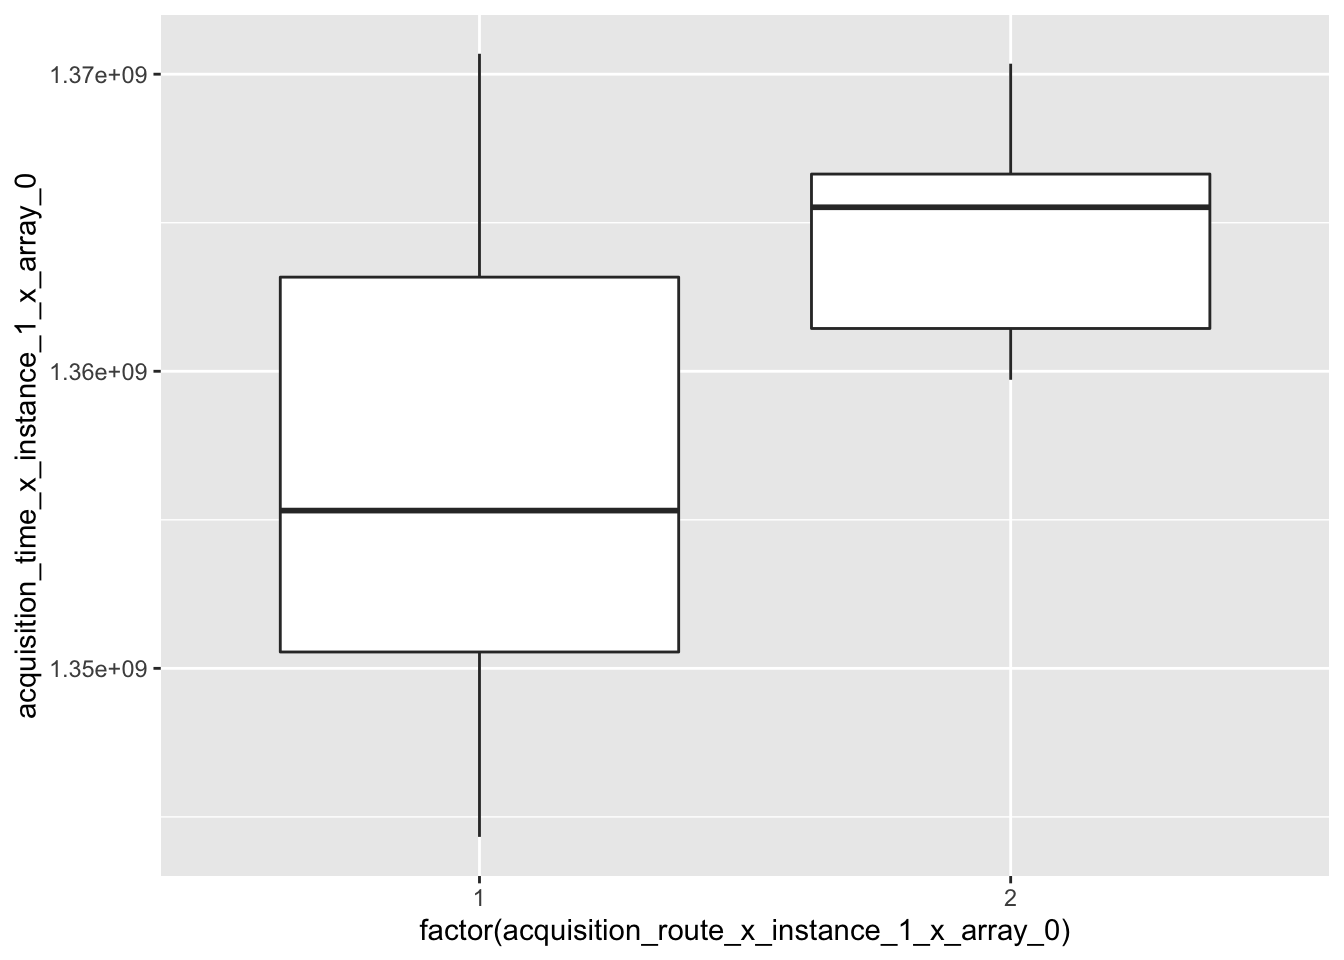 acquisition_time_x_instance_1_x_array_0
1.37e+09
1.36e+09
1.35e+09
1
2
factor(acquisition_route_x_instance_1_x_array_0)